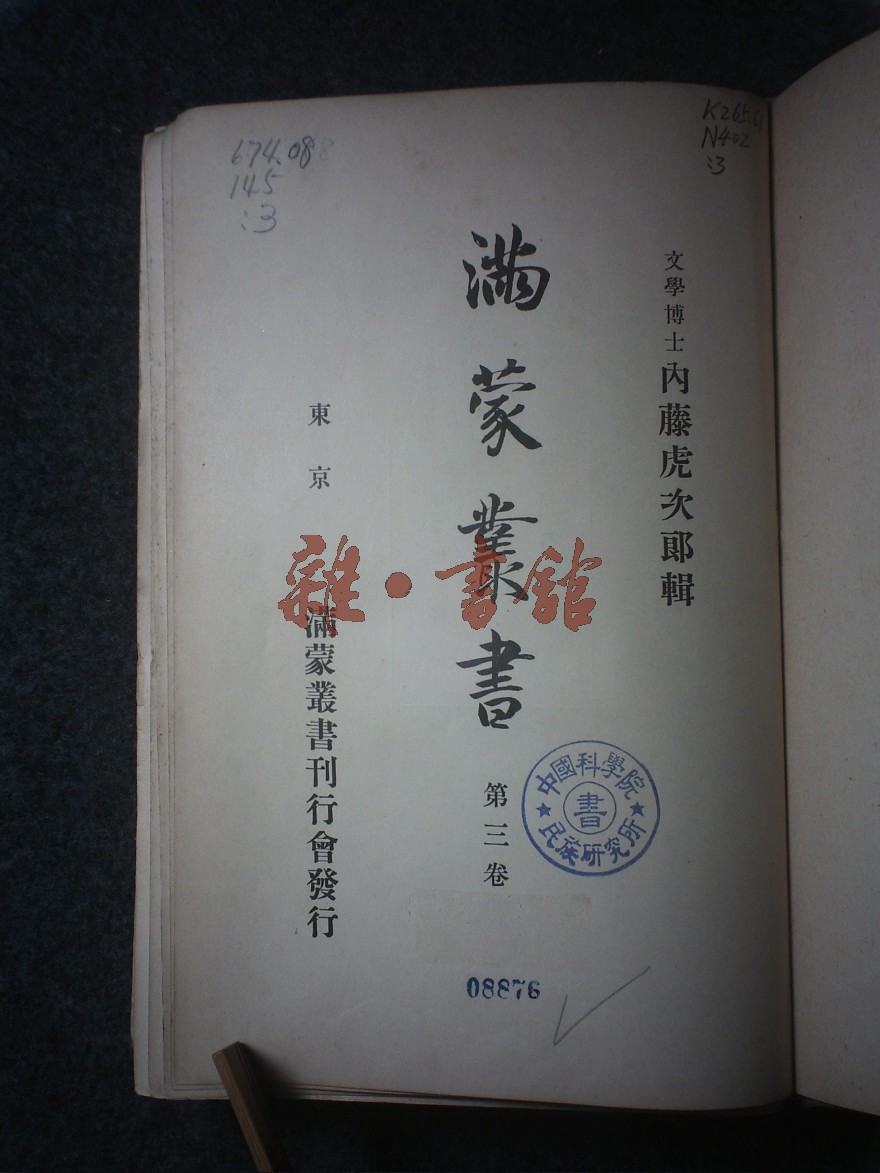 K265.61
N402
:3
674.088
145
:3
文學博士 內藤虎次郞輯
滿蒙叢書
第三卷
東京 滿蒙叢書刊行會發行
雜·書館
中國科學院
書
民族研究所
08876